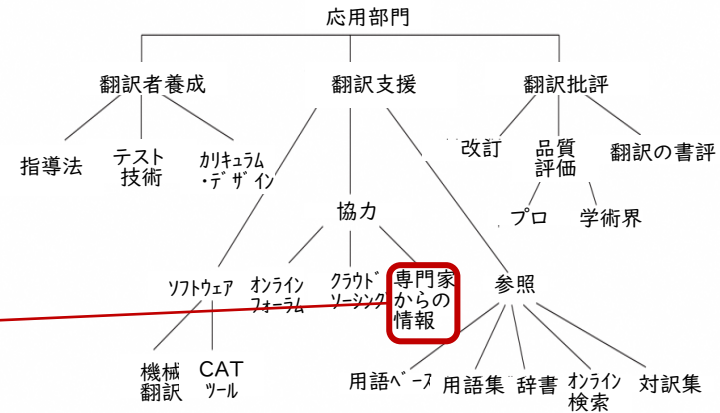 応用部門
翻訳者養成
翻訳支援
翻訳批評
指導法
テスト
技術
カリキュラム
・デザイン
改訂
品質
評価
翻訳の書評
プロ
学術界
協力
ソフトウェア
オンライン
フォーラム
クラウド
ソーシング
専門家
からの
情報
参照
機械
翻訳
CAT
ツール
用語ベース
用語集
辞書
オンライン
検索
対訳集